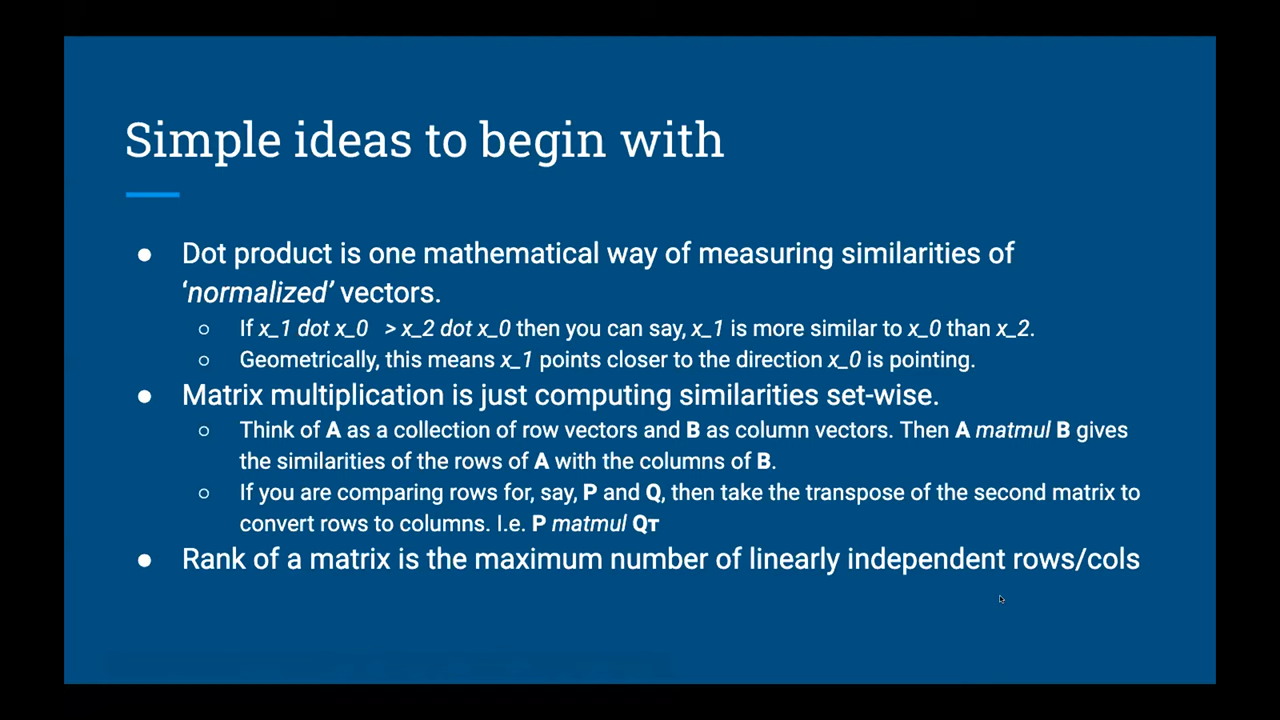 Simple ideas to begin with
● Dot product is one mathematical way of measuring similarities of
‘normalized’ vectors.
○ If x_1 dot x_0 > x_2 dot x_0 then you can say, x_1 is more similar to x_0 than x_2.
○ Geometrically, this means x_1 points closer to the direction x_0 is pointing.
● Matrix multiplication is just computing similarities set-wise.
○ Think of A as a collection of row vectors and B as column vectors. Then A matmul B gives
the similarities of the rows of A with the columns of B.
○ If you are comparing rows for, say, P and Q, then take the transpose of the second matrix to
convert rows to columns. I.e. P matmul Qᴛ
● Rank of a matrix is the maximum number of linearly independent rows/cols